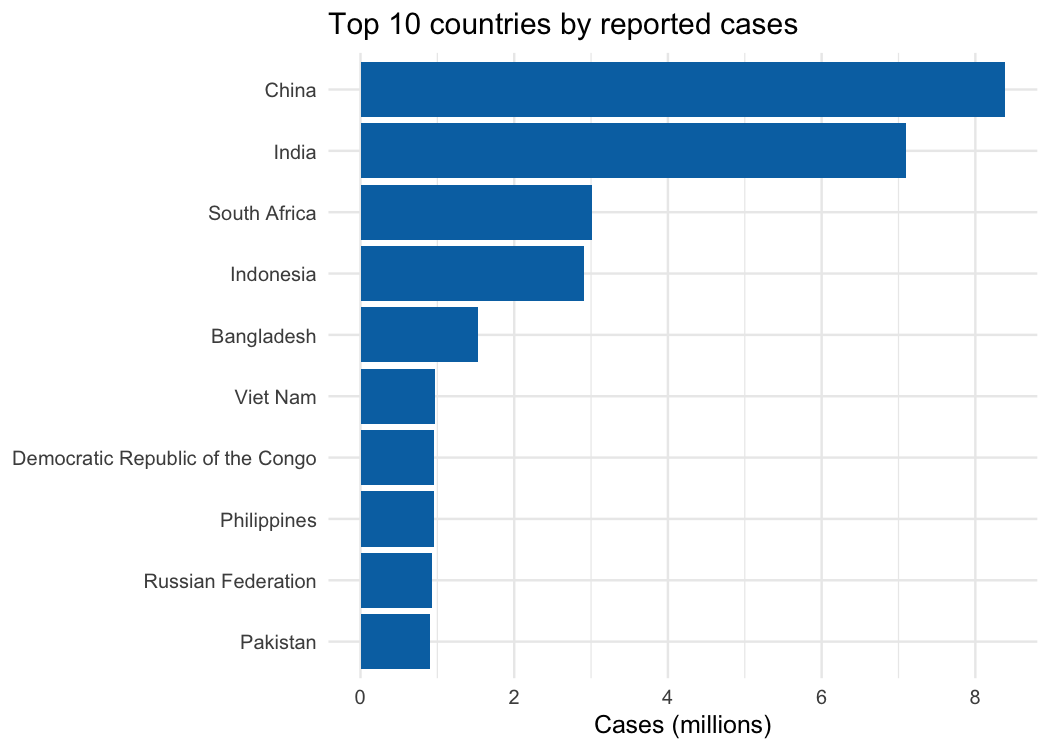 Top 10 countries by reported cases
China
India
South Africa
Indonesia
Bangladesh
Viet Nam
Democratic Republic of the Congo
Philippines
Russian Federation
Pakistan
0 2 4 6 8
Cases (millions)